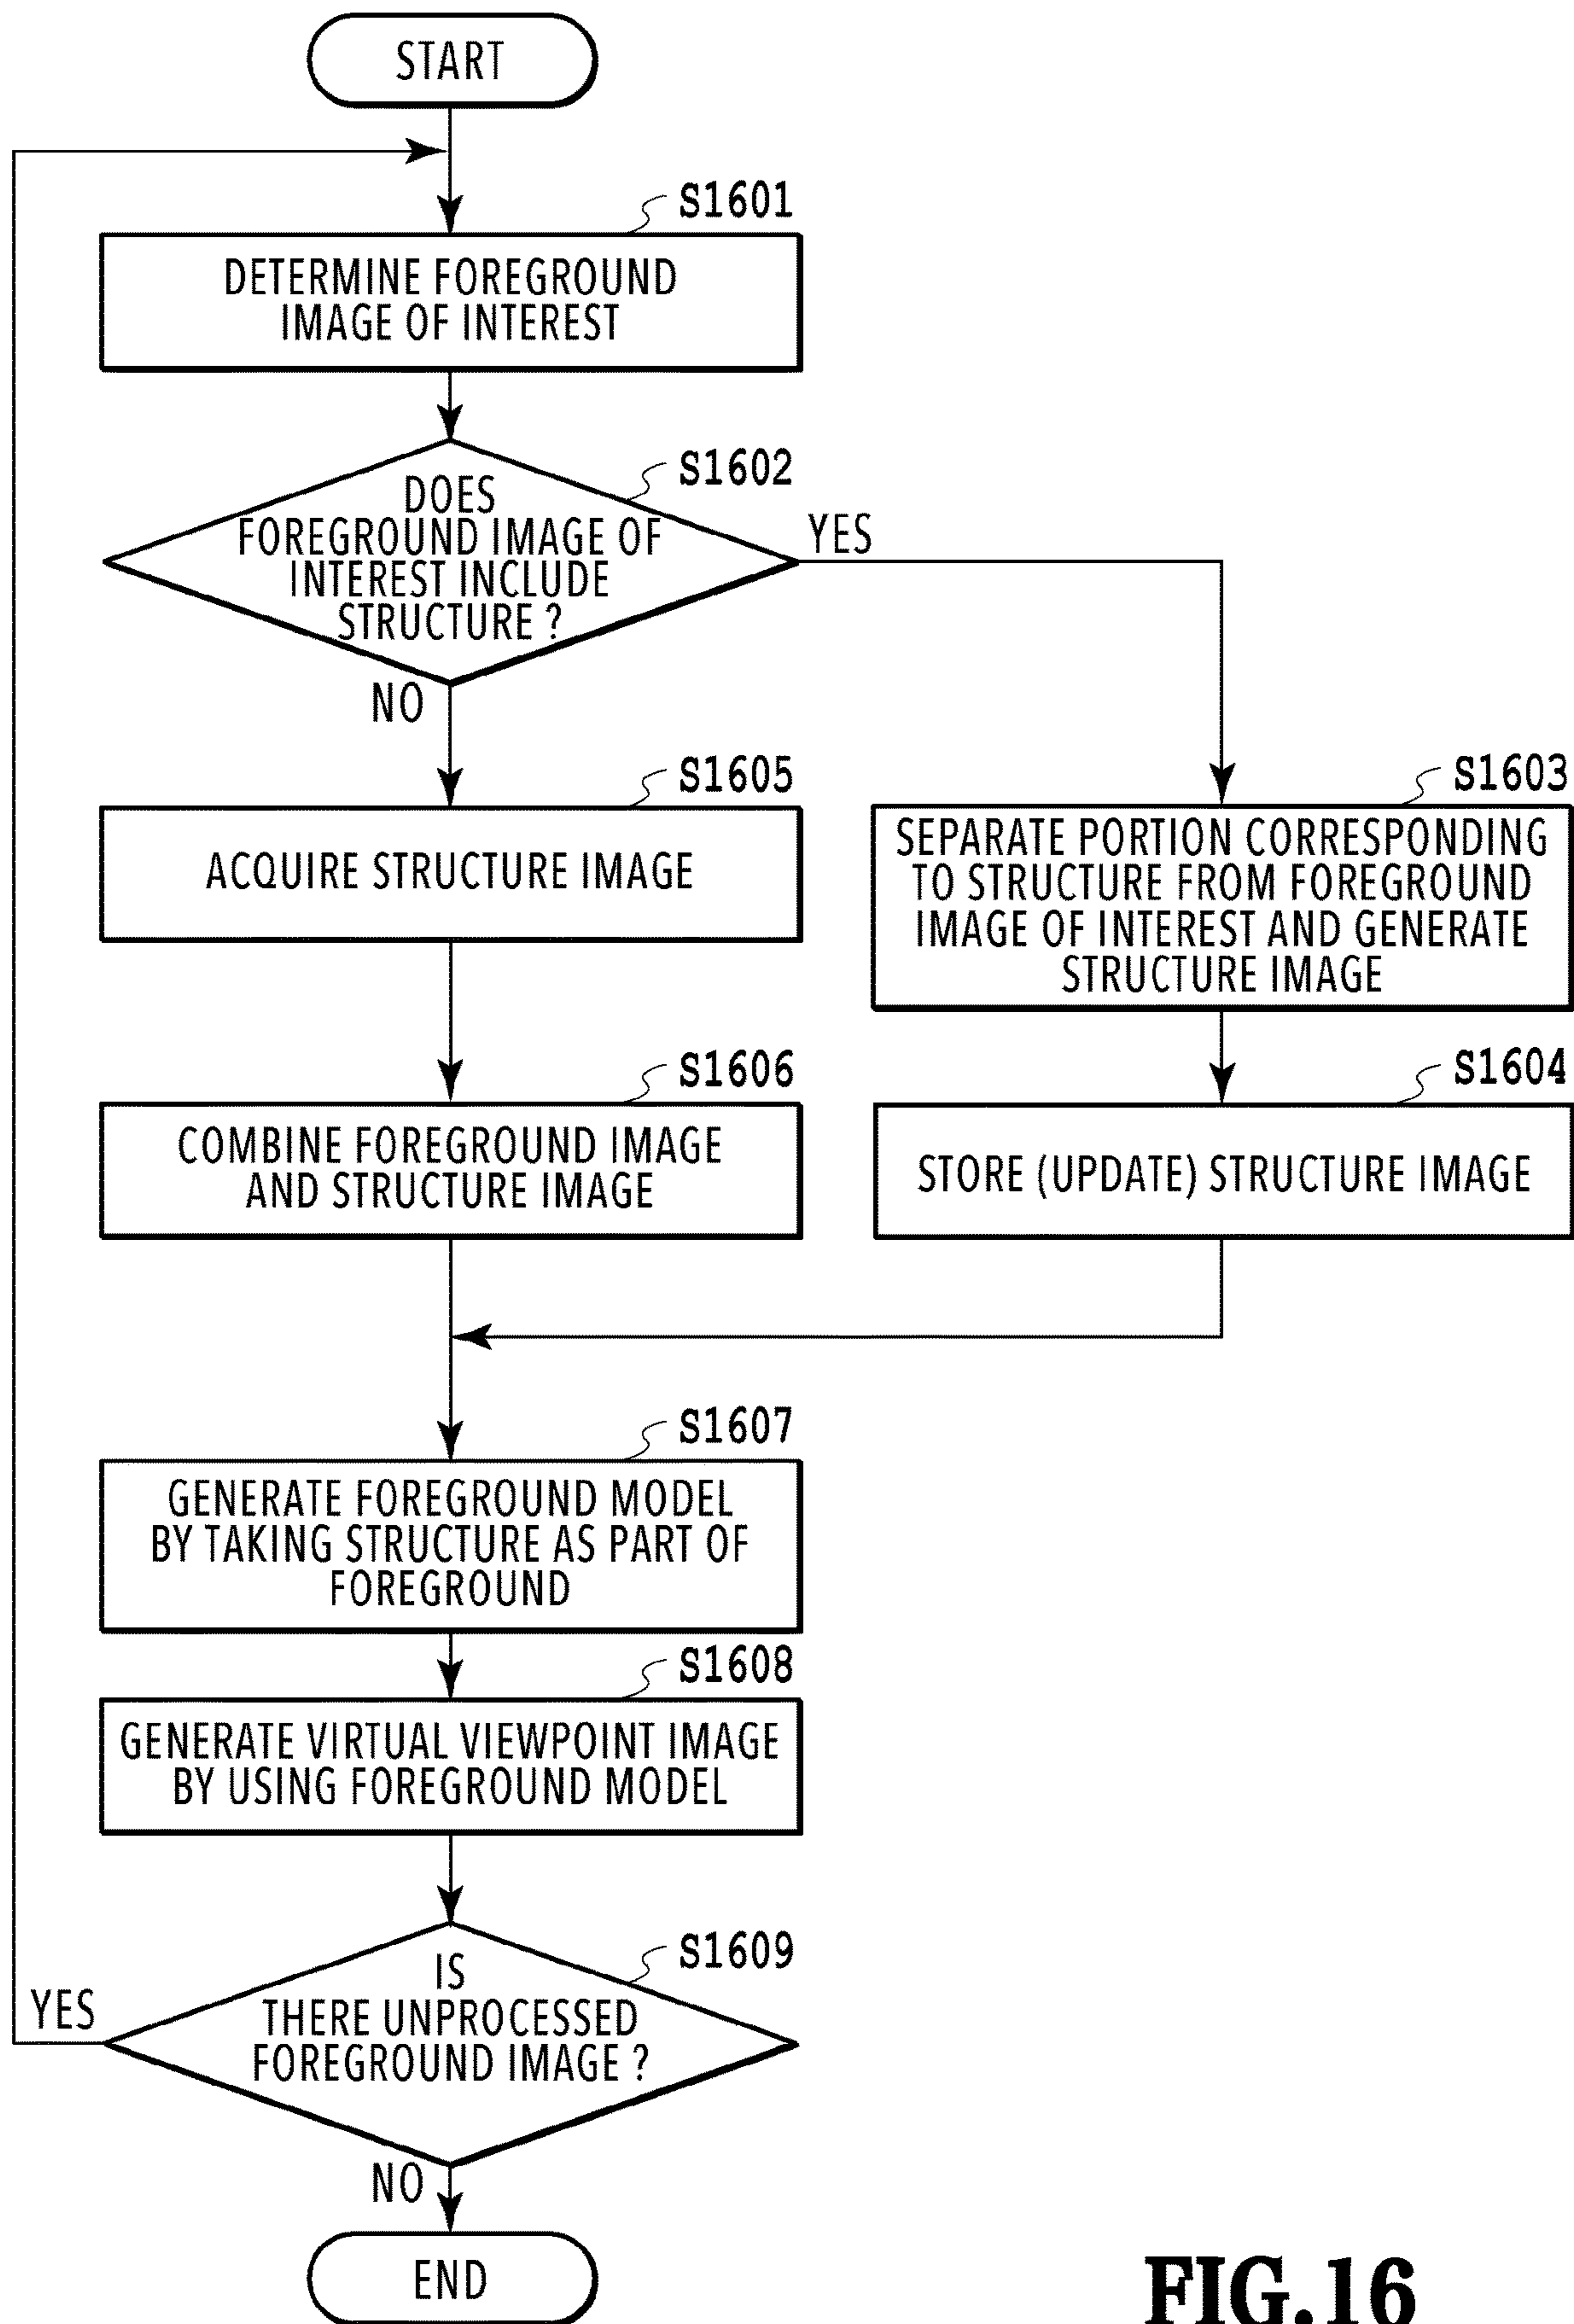 START
S1601
DETERMINE FOREGROUND
IMAGE OF INTEREST
S1602
DOES
FOREGROUND IMAGE OF
INTEREST INCLUDE
STRUCTURE ?
YES
NO
S1605
ACQUIRE STRUCTURE IMAGE
S1603
SEPARATE PORTION CORRESPONDING
TO STRUCTURE FROM FOREGROUND
IMAGE OF INTEREST AND GENERATE
STRUCTURE IMAGE
S1606
COMBINE FOREGROUND IMAGE
AND STRUCTURE IMAGE
S1604
STORE (UPDATE) STRUCTURE IMAGE
S1607
GENERATE FOREGROUND MODEL
BY TAKING STRUCTURE AS PART OF
FOREGROUND
S1608
GENERATE VIRTUAL VIEWPOINT IMAGE
BY USING FOREGROUND MODEL
S1609
IS
THERE UNPROCESSED
FOREGROUND IMAGE ?
YES
NO
END
FIG.16